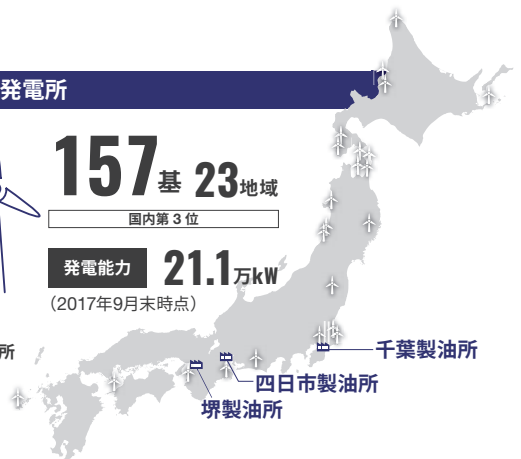 発電所
157基 23地域
国内第3位
発電能力 21.1万kW
（2017年9月末時点）
所
千葉製油所
四日市製油所
堺製油所